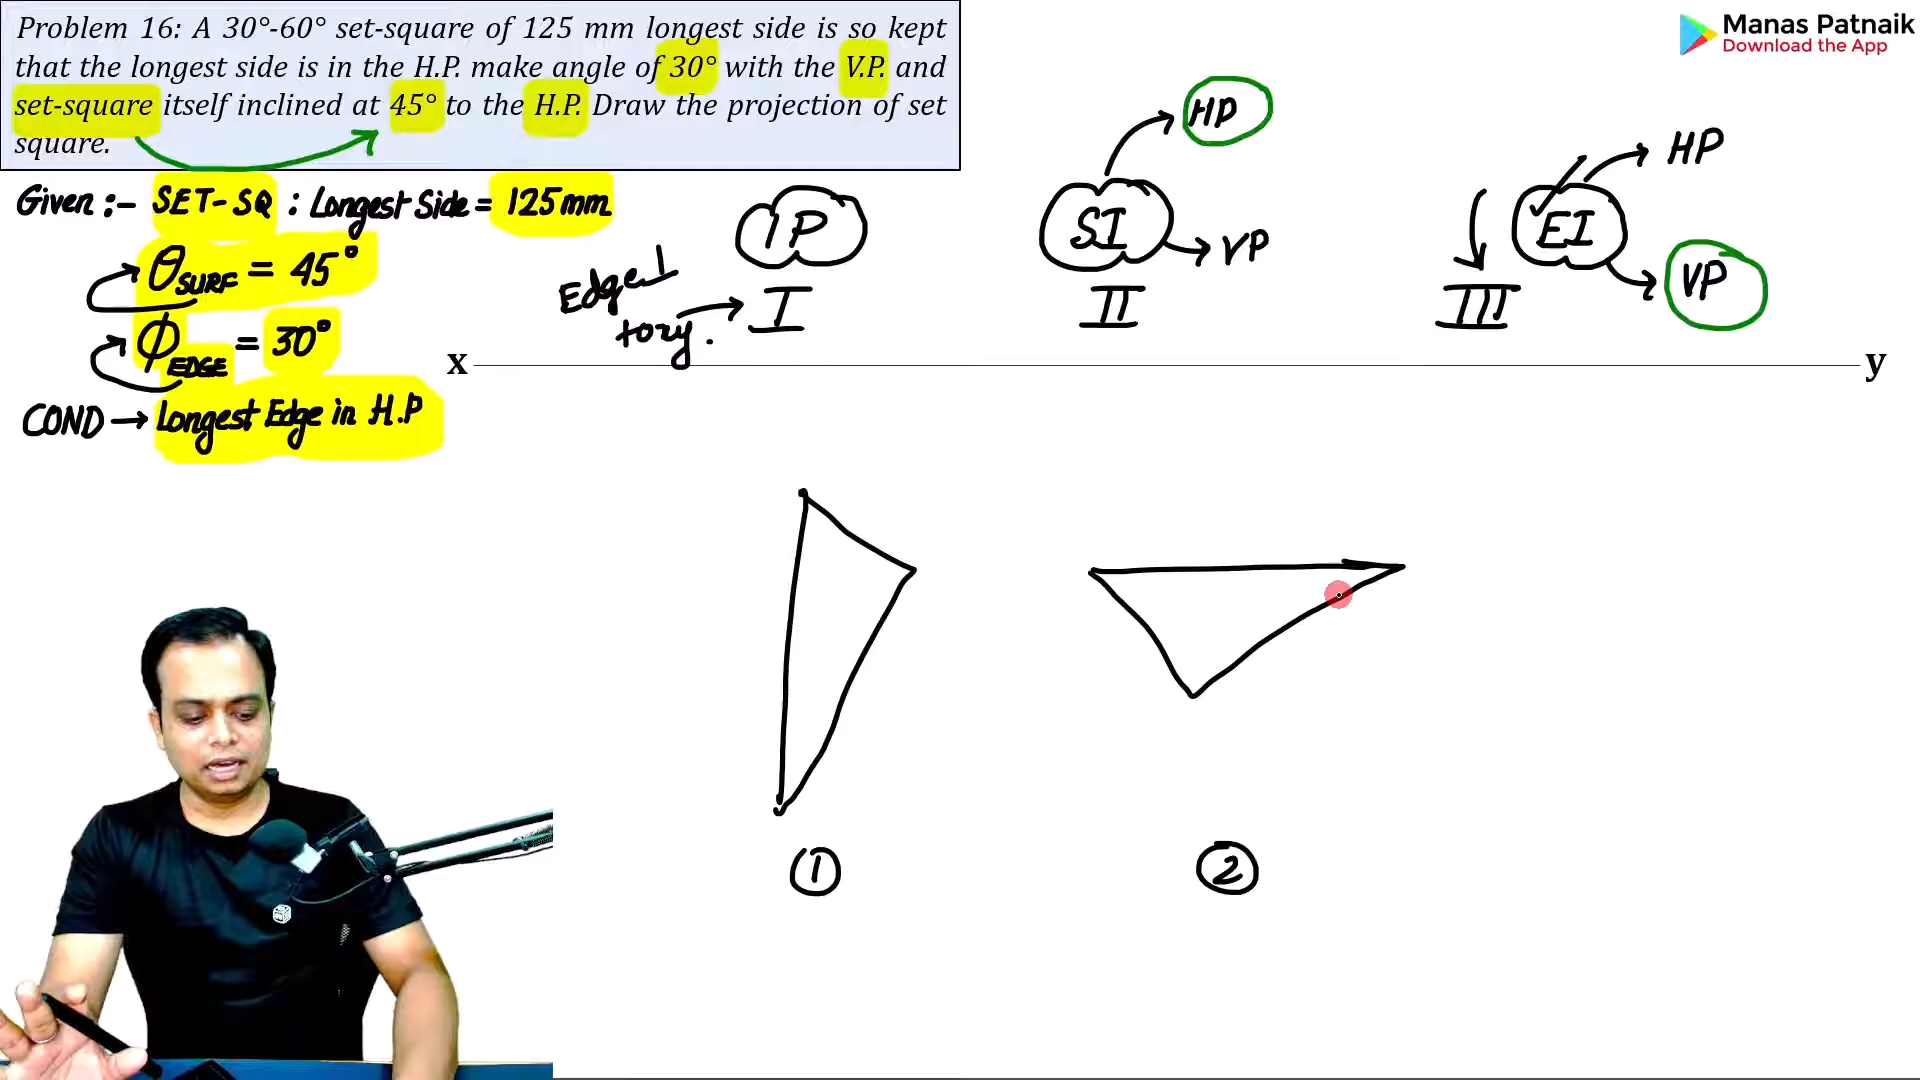 Problem 16: A 30°-60° set-square of 125 mm longest side is so kept
that the longest side is in the H.P. make angle of 30° with the V.P. and
set-square itself inclined at 45° to the H.P. Draw the projection of set
square.
Manas Patnaik
Download the App
Given :- SET-SQ : Longest Side = 125mm
θSURF = 45°
ϕEDGE = 30°
COND → Longest Edge in H.P
Edge ⊥
to xy.
IP
I
HP
SI
VP
II
HP
EI
VP
III
x
y
1
2